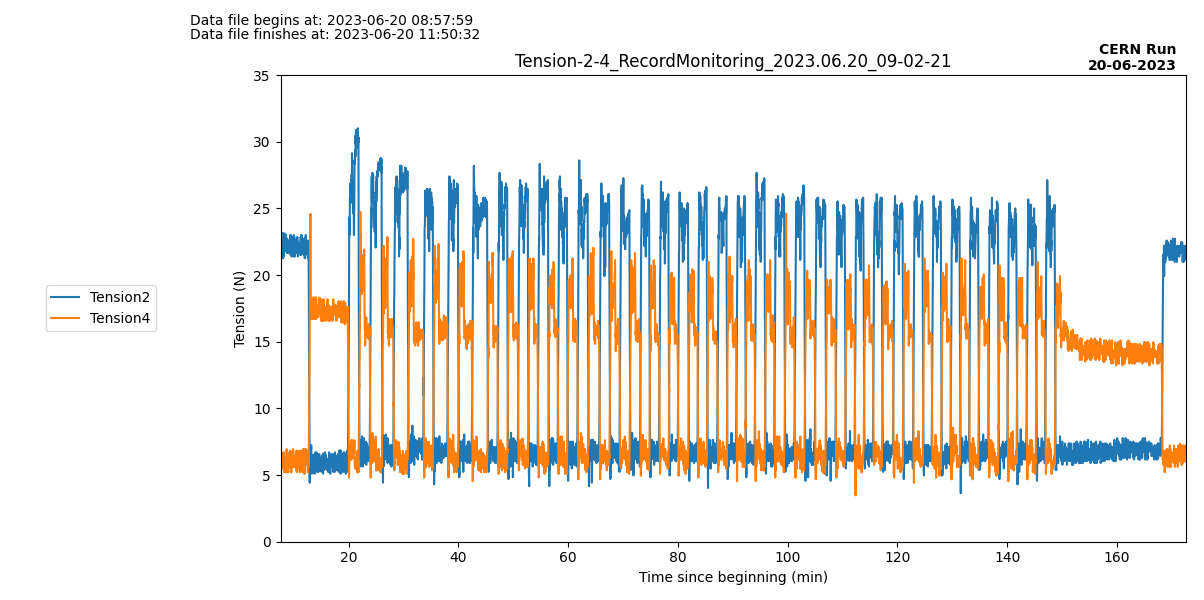 Data file begins at: 2023-06-20 08:57:59
Data file finishes at: 2023-06-20 11:50:32
CERN Run
20-06-2023
Tension-2-4_RecordMonitoring_2023.06.20_09-02-21
35
30
25
20
15
10
5
0
Tension (N)
Tension2
Tension4
20 40 60 80 100 120 140 160
Time since beginning (min)